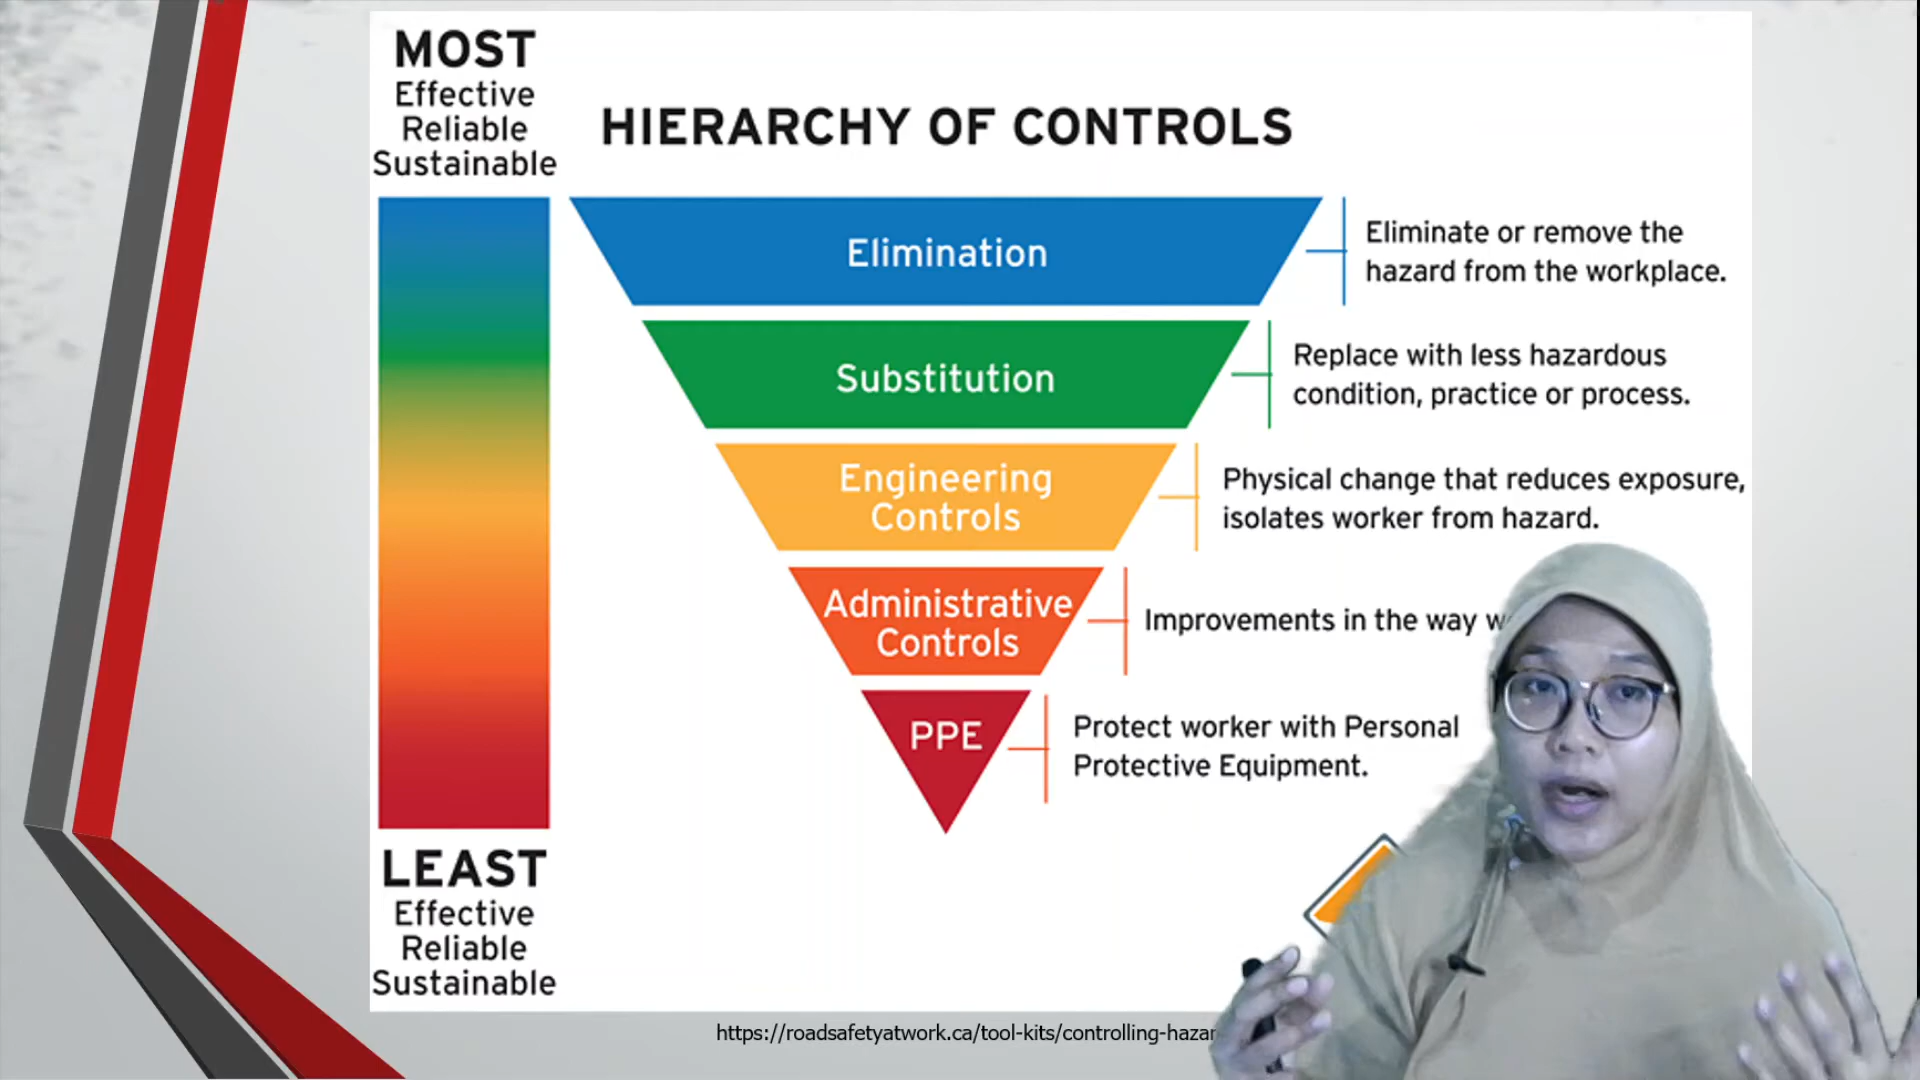 MOST
Effective
Reliable
Sustainable
HIERARCHY OF CONTROLS
Elimination
Eliminate or remove the
hazard from the workplace.
Substitution
Replace with less hazardous
condition, practice or process.
Engineering
Controls
Physical change that reduces exposure,
isolates worker from hazard.
Administrative
Controls
Improvements in the way
PPE
Protect worker with Personal
Protective Equipment.
LEAST
Effective
Reliable
Sustainable
https://roadsafetyatwork.ca/tool-kits/controlling-hazar